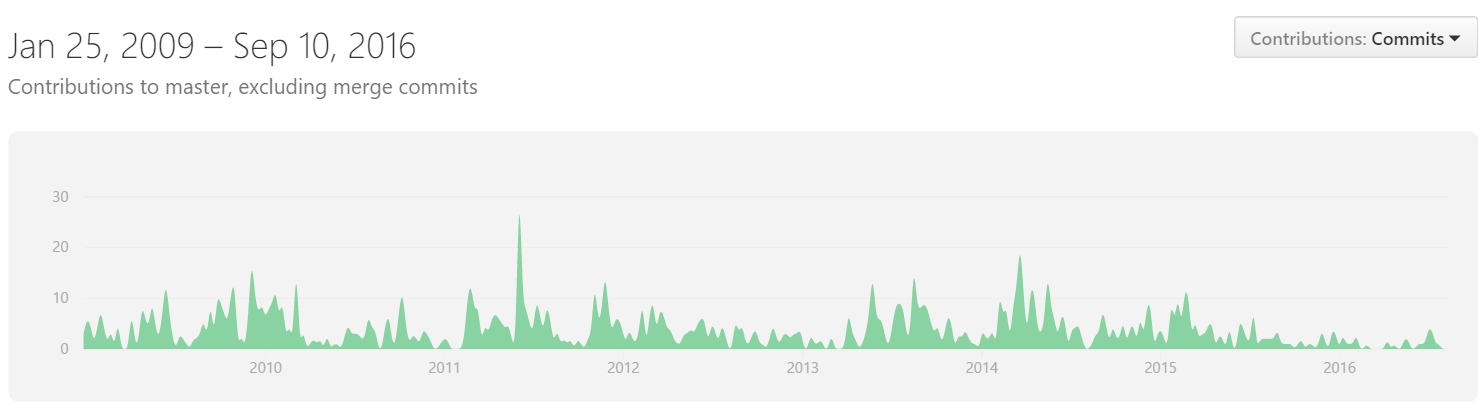 Jan 25, 2009 – Sep 10, 2016
Contributions: Commits
Contributions to master, excluding merge commits
30
20
10
0
2010 2011 2012 2013 2014 2015 2016